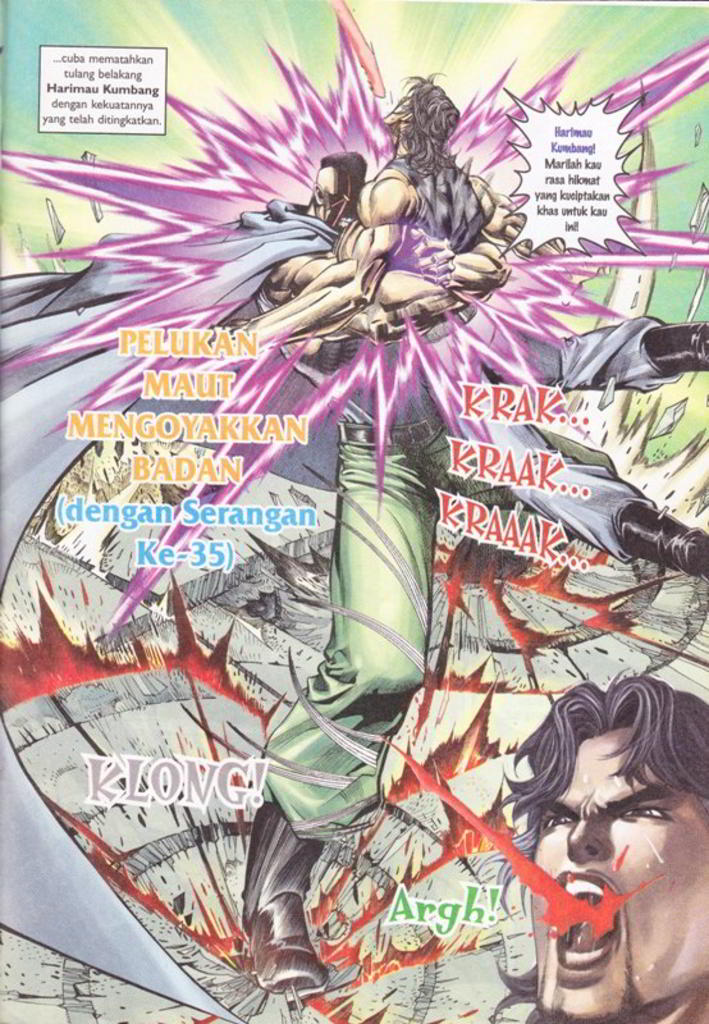 ...cuba mematahkan
tulang belakang
Harimau Kumbang
dengan kekuatannya
yang telah ditingkatkan.
Harimau
Kumbang!
Marilah kau
rasa hikmat
yang kuciptakan
khas untuk kau
ini!!
PELUKAN
MAUT
MENGOYAKKAN
BADAN
(dengan Serangan
Ke-35)
KRAK...
KRAAK...
KRAAAK...
KLONG!
Argh!